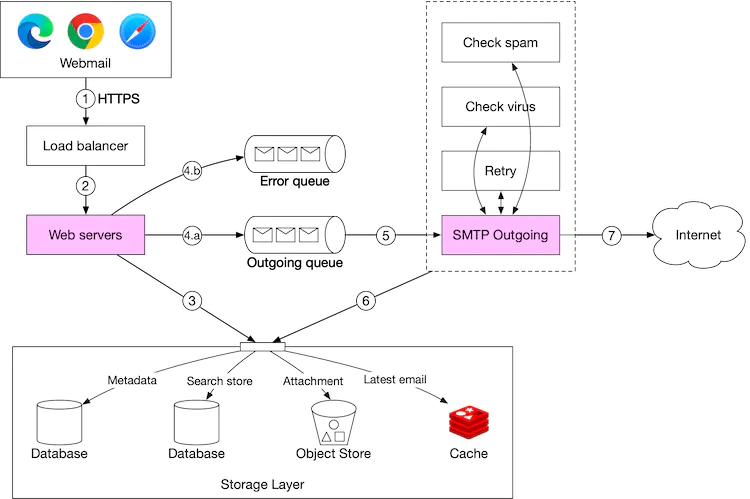 Webmail
1
HTTPS
Load balancer
2
Web servers
4.b
Error queue
4.a
Outgoing queue
5
Check spam
Check virus
Retry
SMTP Outgoing
7
Internet
3
6
Metadata
Search store
Attachment
Latest email
Database
Database
Object Store
Cache
Storage Layer